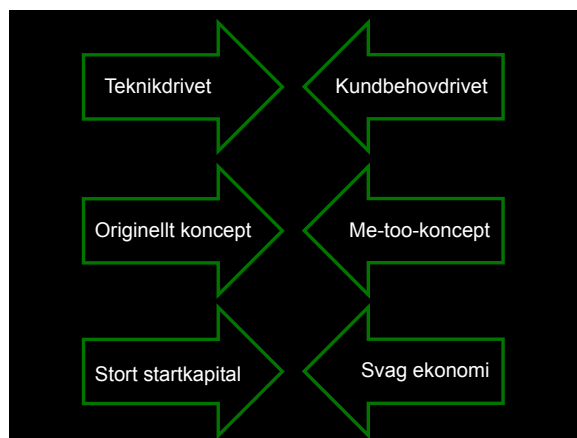 Teknikdrivet
Kundbehovdrivet
Originellt koncept
Me-too-koncept
Stort startkapital
Svag ekonomi